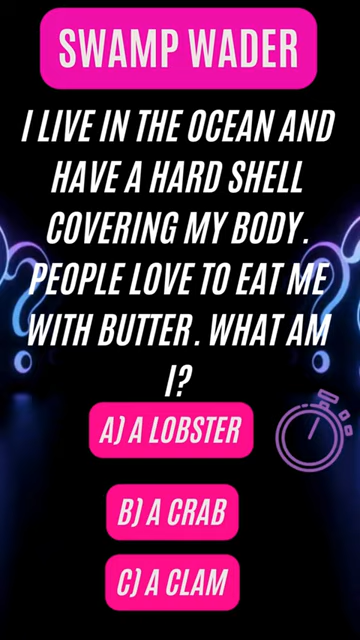 SWAMP WADER
I LIVE IN THE OCEAN AND
HAVE A HARD SHELL
COVERING MY BODY.
PEOPLE LOVE TO EAT ME
WITH BUTTER. WHAT AM
I?
A) A LOBSTER
B) A CRAB
C) A CLAM